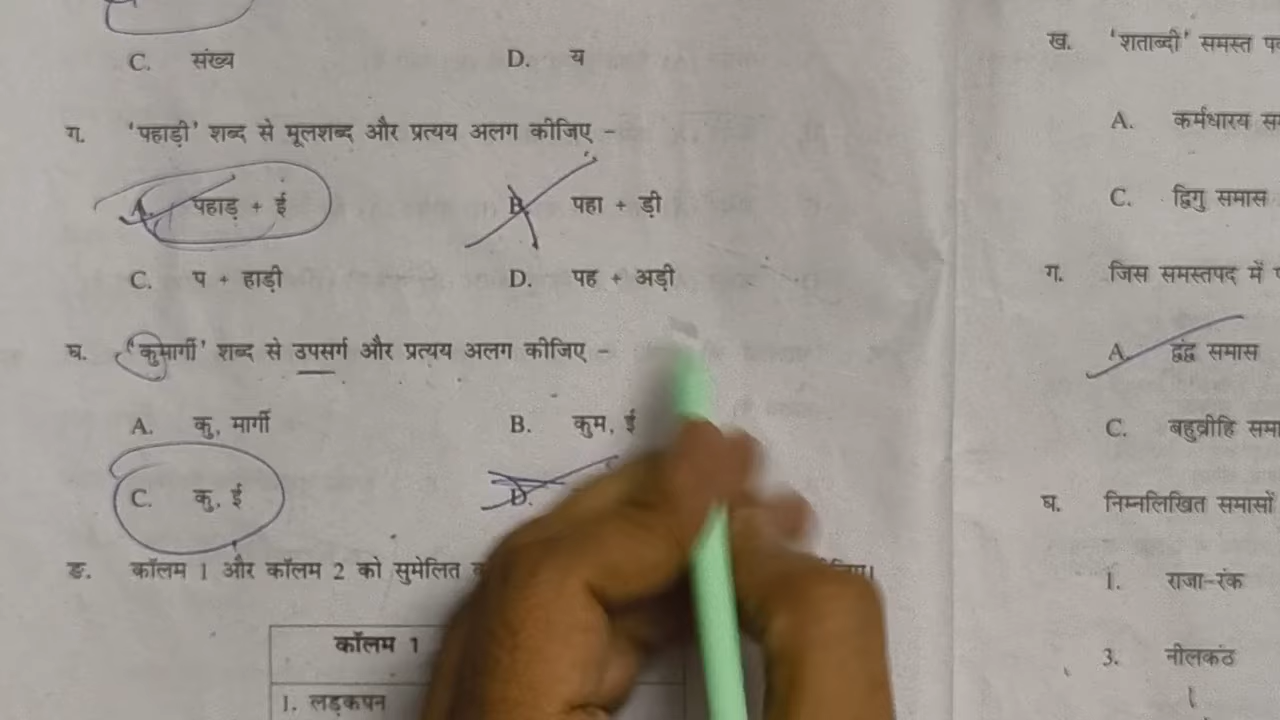 C. संख्य
D. य
ग. 'पहाड़ी' शब्द से मूलशब्द और प्रत्यय अलग कीजिए –
A. पहाड़ + ई
B. पहा + ड़ी
C. प + हाड़ी
D. पह + अड़ी
घ. 'कुमार्गी' शब्द से उपसर्ग और प्रत्यय अलग कीजिए –
A. कु, मार्गी
B. कुम, ई
C. कु, ई
D.
ङ. कॉलम 1 और कॉलम 2 को सुमेलित
कॉलम 1
1. लड़कपन
ख. 'शताब्दी' समस्त
A. कर्मधारय
C. द्विगु समास
ग. जिस समस्तपद में
A. द्वंद्व समास
C. बहुव्रीहि
घ. निम्नलिखित समासों
1. राजा-रंक
3. नीलकंठ